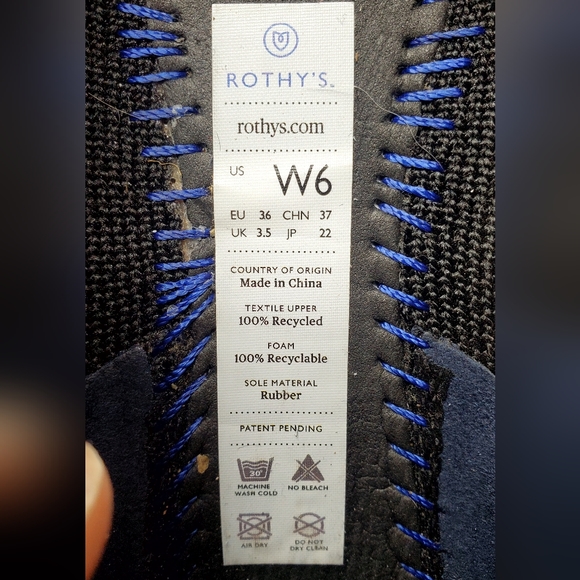 ROTHY'S™
rothys.com
US W6
EU 36 CHN 37
UK 3.5 JP 22
COUNTRY OF ORIGIN
Made in China
TEXTILE UPPER
100% Recycled
FOAM
100% Recyclable
SOLE MATERIAL
Rubber
PATENT PENDING
30°
MACHINE WASH COLD
NO BLEACH
AIR DRY
DO NOT DRY CLEAN